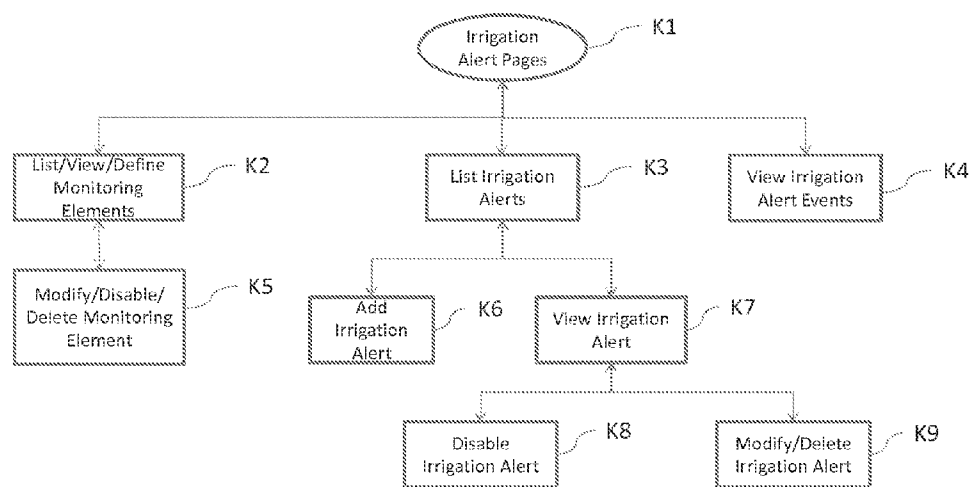 Irrigation
Alert Pages
K1
List/View/Define
Monitoring
Elements
K2
List Irrigation
Alerts
K3
View Irrigation
Alert Events
K4
Modify/Disable/
Delete Monitoring
Element
K5
Add
Irrigation
Alert
K6
View Irrigation
Alert
K7
Disable
Irrigation Alert
K8
Modify/Delete
Irrigation Alert
K9